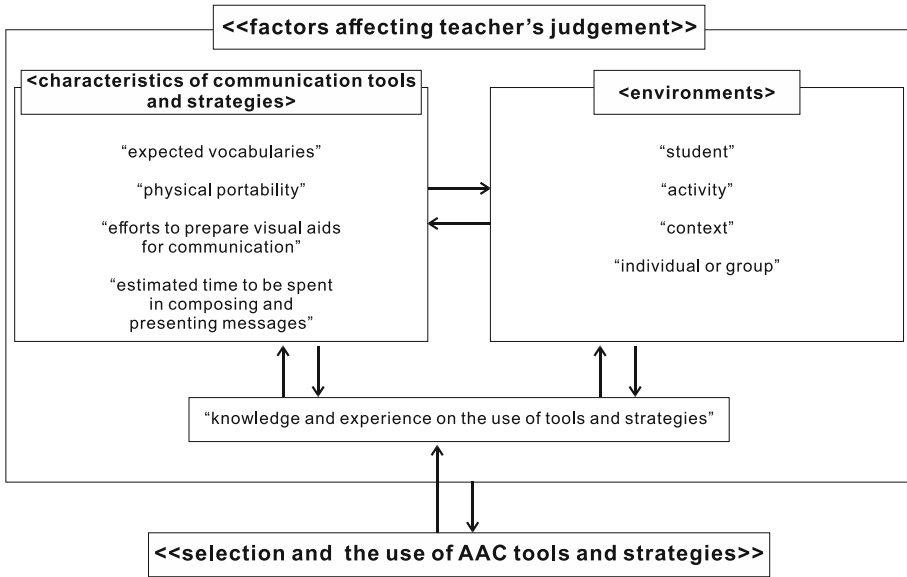 <<factors affecting teacher’s judgement>>
<characteristics of communication tools
and strategies>
“expected vocabularies”
“physical portability”
“efforts to prepare visual aids
for communication”
“estimated time to be spent
in composing and
presenting messages”
<environments>
“student”
“activity”
“context”
“individual or group”
“knowledge and experience on the use of tools and strategies”
<<selection and the use of AAC tools and strategies>>